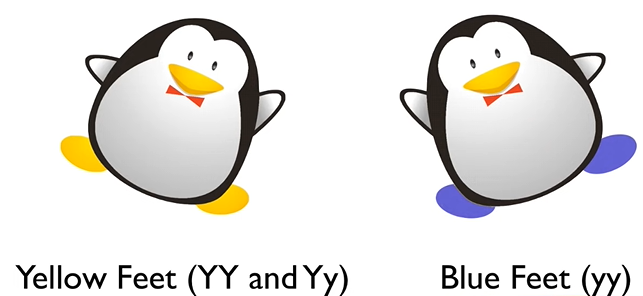 Yellow Feet (YY and Yy)
Blue Feet (yy)